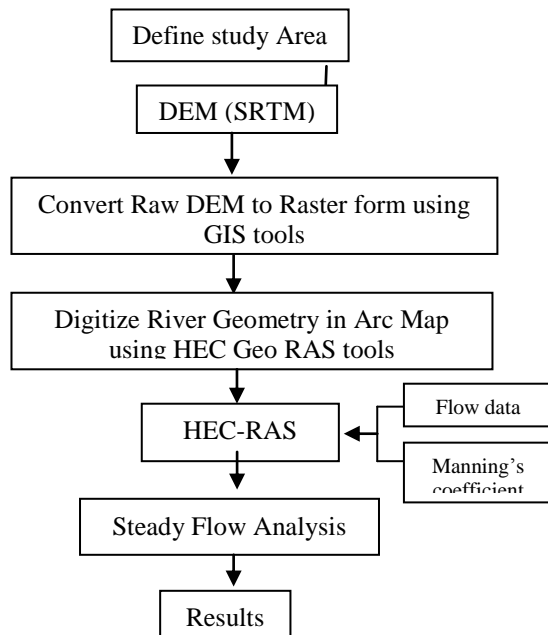 Define study Area
DEM (SRTM)
Convert Raw DEM to Raster form using
GIS tools
Digitize River Geometry in Arc Map
using HEC Geo RAS tools
HEC-RAS
Flow data
Manning's
coefficient
Steady Flow Analysis
Results